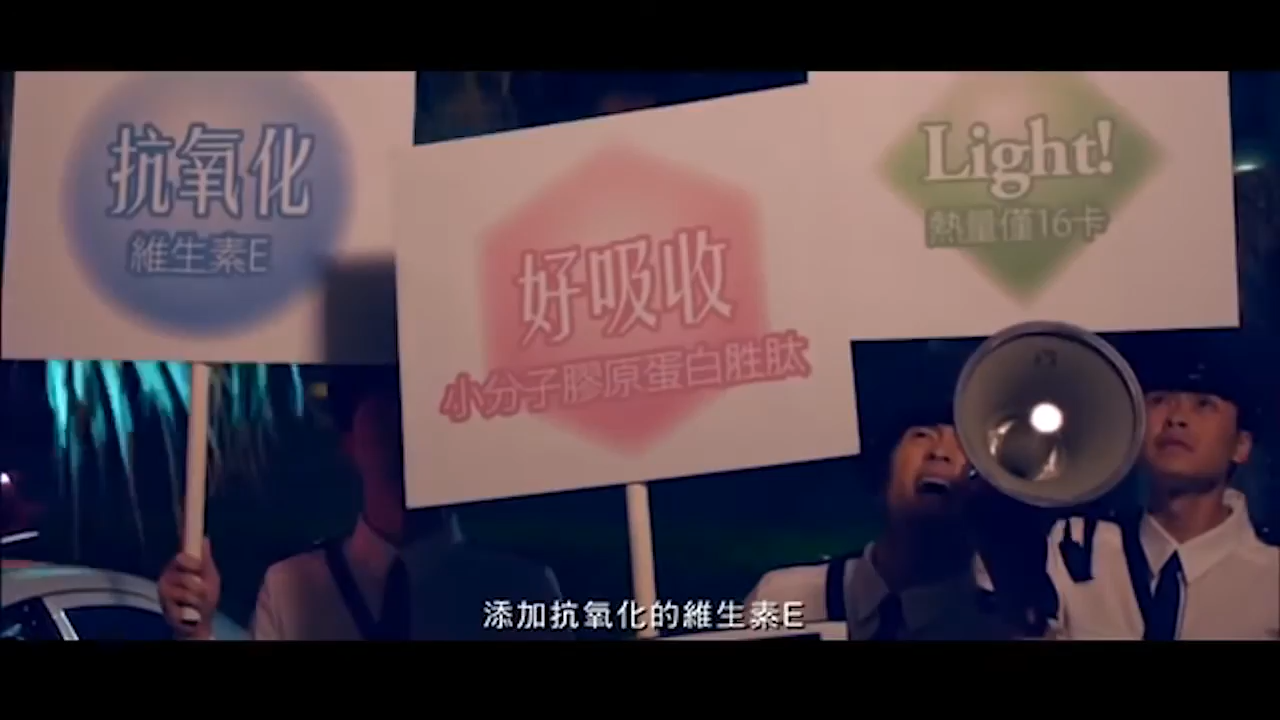 抗氧化
維生素E
好吸收
小分子膠原蛋白胜肽
Light!
熱量僅16卡
添加抗氧化的維生素E